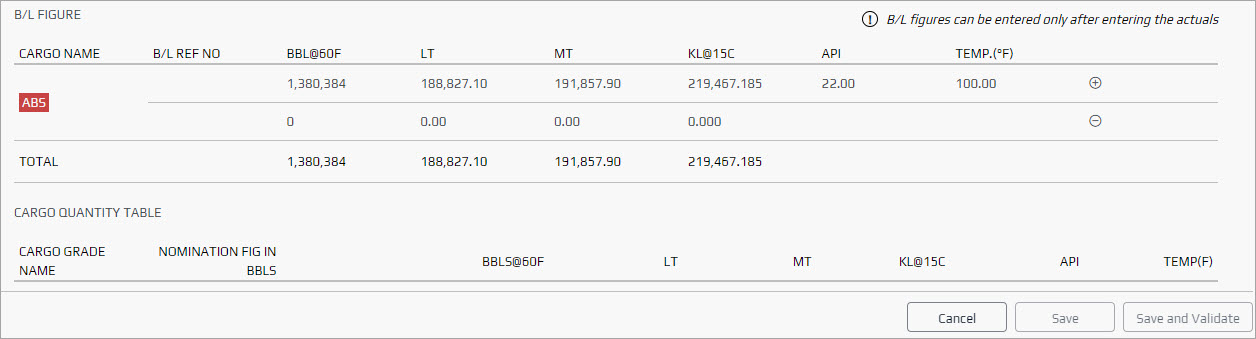 B/L FIGURE
B/L figures can be entered only after entering the actuals
CARGO NAME B/L REF NO BBL@60F LT MT KL@15C API TEMP.(°F)
1,380,384 188,827.10 191,857.90 219,467.185 22.00 100.00
ABS
0 0.00 0.00 0.000
TOTAL 1,380,384 188,827.10 191,857.90 219,467.185
CARGO QUANTITY TABLE
CARGO GRADE NAME NOMINATION FIG IN BBLS BBLS@60F LT MT KL@15C API TEMP(F)
Cancel Save Save and Validate